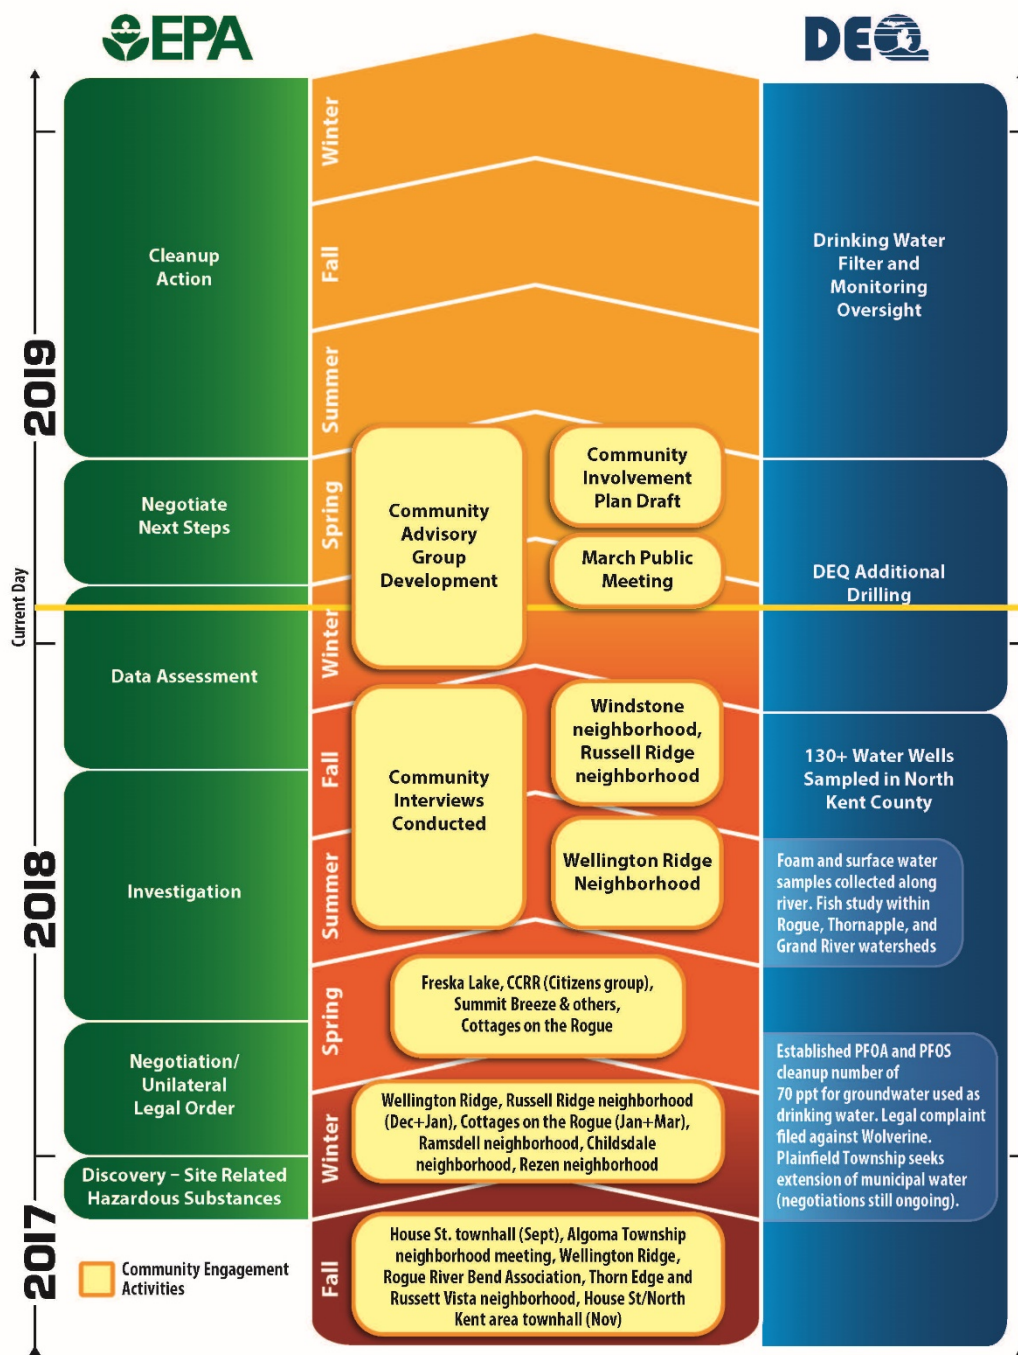 EPA
DEQ
2019
2018
2017
Current Day
Cleanup
Action
Negotiate
Next Steps
Data Assessment
Investigation
Negotiation/
Unilateral
Legal Order
Discovery – Site Related
Hazardous Substances
Community Engagement
Activities
Winter
Fall
Summer
Spring
Winter
Fall
Summer
Spring
Winter
Fall
Community
Advisory
Group
Development
Community
Involvement
Plan Draft
March Public
Meeting
Community
Interviews
Conducted
Windstone
neighborhood,
Russell Ridge
neighborhood
Wellington Ridge
Neighborhood
Freska Lake, CCRR (Citizens group),
Summit Breeze & others,
Cottages on the Rogue
Wellington Ridge, Russell Ridge neighborhood
(Dec+Jan), Cottages on the Rogue (Jan+Mar),
Ramsdell neighborhood, Childsdale
neighborhood, Rezen neighborhood
House St. townhall (Sept), Algoma Township
neighborhood meeting, Wellington Ridge,
Rogue River Bend Association, Thorn Edge and
Russett Vista neighborhood, House St/North
Kent area townhall (Nov)
Drinking Water
Filter and
Monitoring
Oversight
DEQ Additional
Drilling
130+ Water Wells
Sampled in North
Kent County
Foam and surface water
samples collected along
river. Fish study within
Rogue, Thornapple, and
Grand River watersheds
Established PFOA and PFOS
cleanup number of
70 ppt for groundwater used as
drinking water. Legal complaint
filed against Wolverine.
Plainfield Township seeks
extension of municipal water
(negotiations still ongoing).